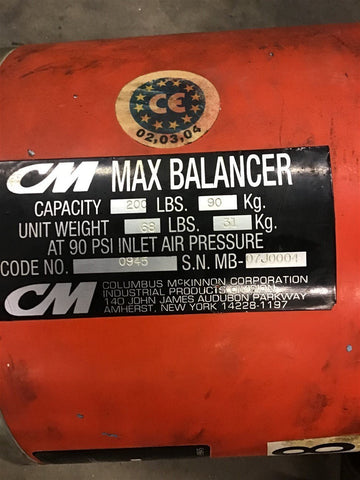 CE
02,03,04
CM MAX BALANCER
CAPACITY 200 LBS. 90 Kg.
UNIT WEIGHT 68 LBS. 31 Kg.
AT 90 PSI INLET AIR PRESSURE
CODE NO. 0945 S.N. MB-07J0004
CM COLUMBUS McKINNON CORPORATION
INDUSTRIAL PRODUCTS DIVISION
140 JOHN JAMES AUDUBON PARKWAY
AMHERST, NEW YORK 14228-1197
8